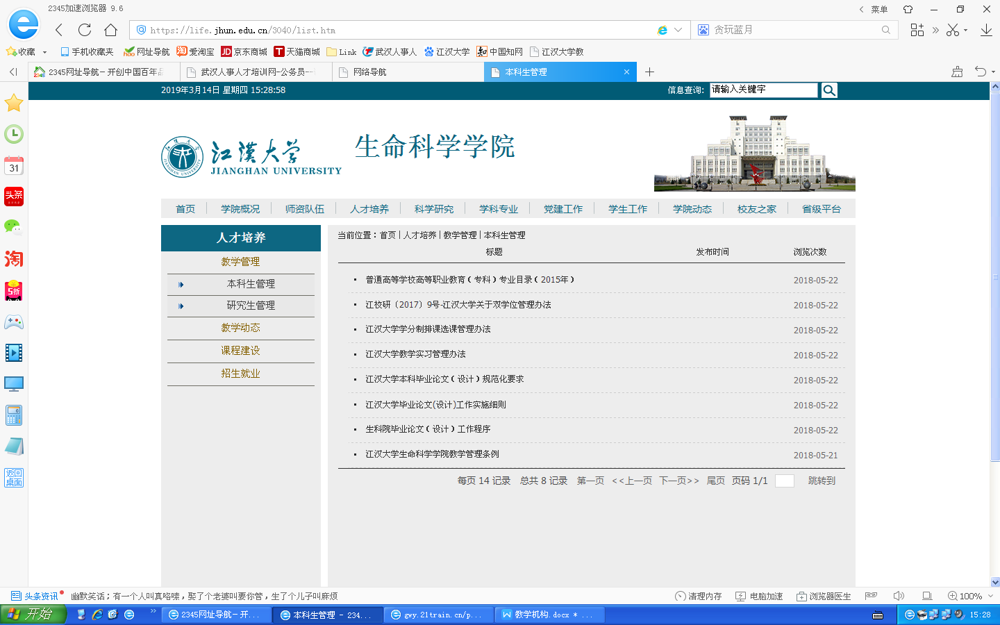 2345加速浏览器 9.6
菜单
https://life.jhun.edu.cn/3040/list.htm
贪玩蓝月
收藏 手机收藏夹 网址导航 爱淘宝 京东商城 天猫商城 Link 武汉人事人 江汉大学 中国知网 江汉大学教
2345网址导航－开创中国百年品 武汉人事人才培训网-公务员-- 网络导航 本科生管理
2019年3月14日 星期四 15:28:58
信息查询: 请输入关键字
江漢大学
JIANGHAN UNIVERSITY
生命科学学院
首页 学院概况 师资队伍 人才培养 科学研究 学科专业 党建工作 学生工作 学院动态 校友之家 省级平台
人才培养
教学管理
本科生管理
研究生管理
教学动态
课程建设
招生就业
当前位置：首页 | 人才培养 | 教学管理 | 本科生管理
标题 发布时间 浏览次数
普通高等学校高等职业教育（专科）专业目录（2015年） 2018-05-22
江校研〔2017〕9号-江汉大学关于双学位管理办法 2018-05-22
江汉大学学分制排课选课管理办法 2018-05-22
江汉大学教学实习管理办法 2018-05-22
江汉大学本科毕业论文（设计）规范化要求 2018-05-22
江汉大学毕业论文(设计)工作实施细则 2018-05-22
生科院毕业论文（设计）工作程序 2018-05-22
江汉大学生命科学学院教学管理条例 2018-05-21
每页 14 记录 总共 8 记录 第一页 <<上一页 下一页>> 尾页 页码 1/1 跳转到
31
头条
淘
5折
返回
桌面
头条资讯 幽默笑话；有一个人叫真咯嗦，娶了个老婆叫要你管，生了个儿子叫麻烦
清理内存 电脑加速 浏览器医生 100%
开始 2345网址导航－开... 本科生管理 - 234... gwy.21train.cn/p... 教学机构.docx * ... 15:28